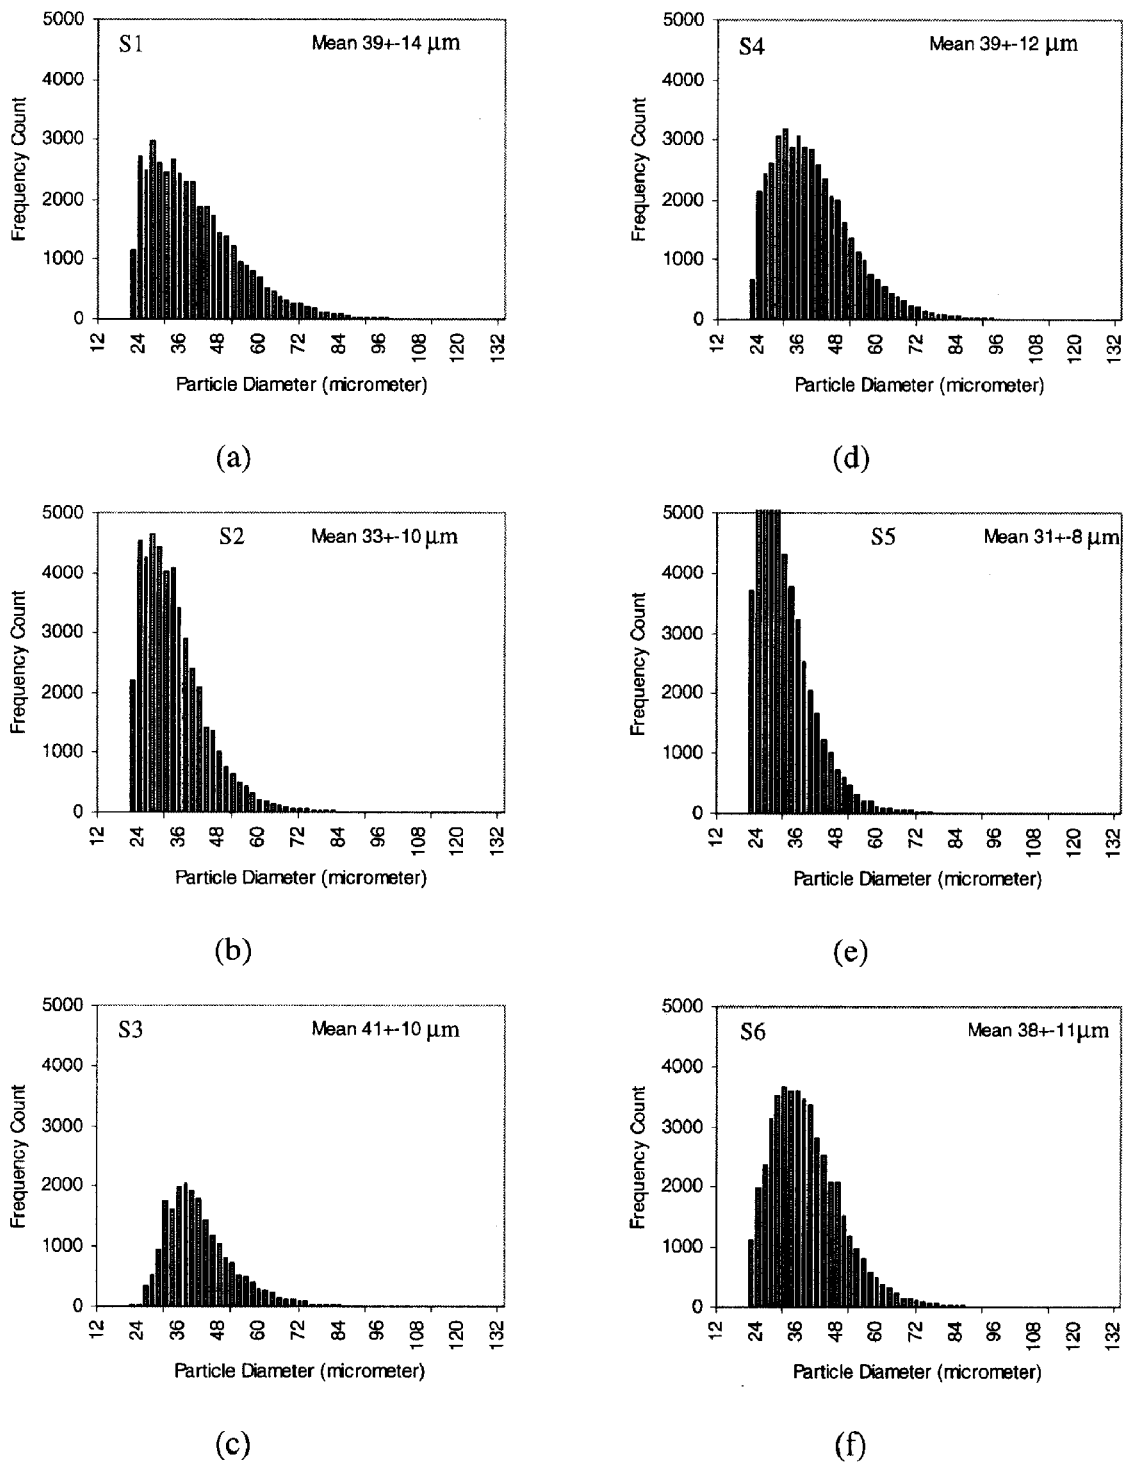 S1 Mean 39+-14 μm
5000
4000
3000
2000
1000
0
Frequency Count
12 24 36 48 60 72 84 96 108 120 132
Particle Diameter (micrometer)
(a)
S4 Mean 39+-12 μm
5000
4000
3000
2000
1000
0
Frequency Count
12 24 36 48 60 72 84 96 108 120 132
Particle Diameter (micrometer)
(d)
S2 Mean 33+-10 μm
5000
4000
3000
2000
1000
0
Frequency Count
12 24 36 48 60 72 84 96 108 120 132
Particle Diameter (micrometer)
(b)
S5 Mean 31+-8 μm
5000
4000
3000
2000
1000
0
Frequency Count
12 24 36 48 60 72 84 96 108 120 132
Particle Diameter (micrometer)
(e)
S3 Mean 41+-10 μm
5000
4000
3000
2000
1000
0
Frequency Count
12 24 36 48 60 72 84 96 108 120 132
Particle Diameter (micrometer)
(c)
S6 Mean 38+-11μm
5000
4000
3000
2000
1000
0
Frequency Count
12 24 36 48 60 72 84 96 108 120 132
Particle Diameter (micrometer)
(f)